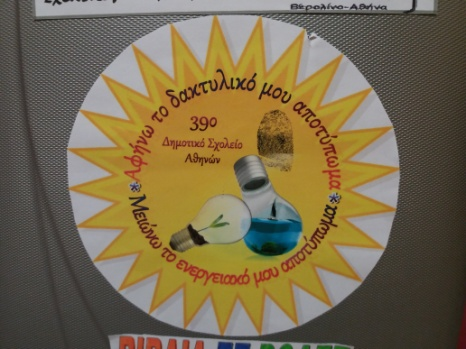 Βερολίνο-Αθήνα
Αφήνω το δακτυλικό μου αποτύπωμα
39ο
Δημοτικό Σχολείο
Αθηνών
Μειώνω το ενεργειακό μου αποτύπωμα